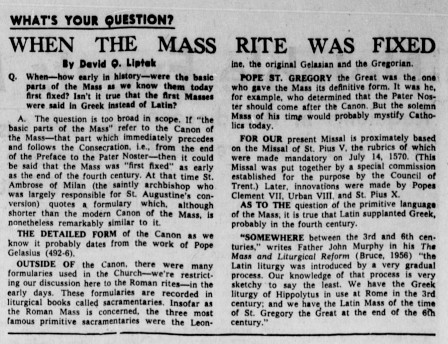 WHAT'S YOUR QUESTION?
WHEN THE MASS RITE WAS FIXED
By David Q. Liptak
Q. When—how early in history—were the basic
parts of the Mass as we know them today
first fixed? Isn't it true that the first Masses
were said in Greek instead of Latin?
A. The question is too broad in scope. If "the
basic parts of the Mass" refer to the Canon of
the Mass—that part which immediately precedes
and follows the Consecration, i.e., from the end
of the Preface to the Pater Noster—then it could
be said that the Mass was "first fixed" as early
as the end of the fourth century. At that time St.
Ambrose of Milan (the saintly archbishop who
was largely responsible for St. Augustine's con-
version) quotes a formulary which, although
shorter than the modern Canon of the Mass, is
nonetheless remarkably similar to it.
THE DETAILED FORM of the Canon as we
know it probably dates from the work of Pope
Gelasius (492-6).
OUTSIDE OF the Canon, there were many
formularies used in the Church—we're restrict-
ing our discussion here to the Roman rites—in the
early days. These formularies are recorded in
liturgical books called sacramentaries. Insofar as
the Roman Mass is concerned, the three most
famous primitive sacramentaries were the Leon-
ine, the original Gelasian and the Gregorian.
POPE ST. GREGORY the Great was the one
who gave the Mass its definitive form. It was he,
for example, who determined that the Pater Nos-
ter should come after the Canon. But the solemn
Mass of his time would probably mystify Catho-
lics today.
FOR OUR present Missal is proximately based
on the Missal of St. Pius V, the rubrics of which
were made mandatory on July 14, 1570. (This
Missal was put together by a special commission
established for the purpose by the Council of
Trent.) Later, innovations were made by Popes
Clement VII, Urban VIII, and St. Pius X.
AS TO THE question of the primitive language
of the Mass, it is true that Latin supplanted Greek,
probably in the fourth century.
"SOMEWHERE between the 3rd and 6th cen-
turies," writes Father John Murphy in his The
Mass and Liturgical Reform (Bruce, 1956) "the
Latin liturgy was introduced by a very gradual
process. Our knowledge of that process is very
sketchy to say the least. We have the Greek
liturgy of Hippolytus in use at Rome in the 3rd
century; and we have the Latin Mass of the time
of St. Gregory the Great at the end of the 6th
century."